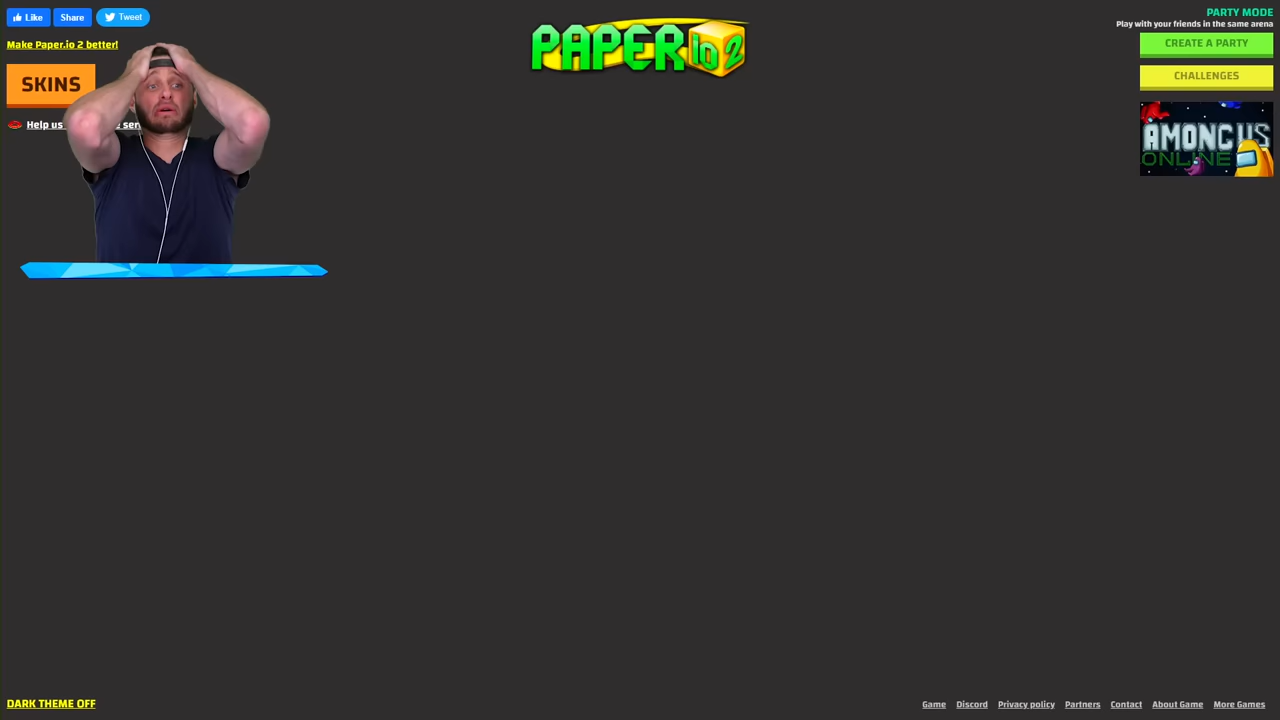 Like
Share
Tweet
Make Paper.io 2 better!
SKINS
Help us
PAPER io 2
PARTY MODE
Play with your friends in the same arena
CREATE A PARTY
CHALLENGES
AMONG US
ONLINE
DARK THEME OFF
Game
Discord
Privacy policy
Partners
Contact
About Game
More Games